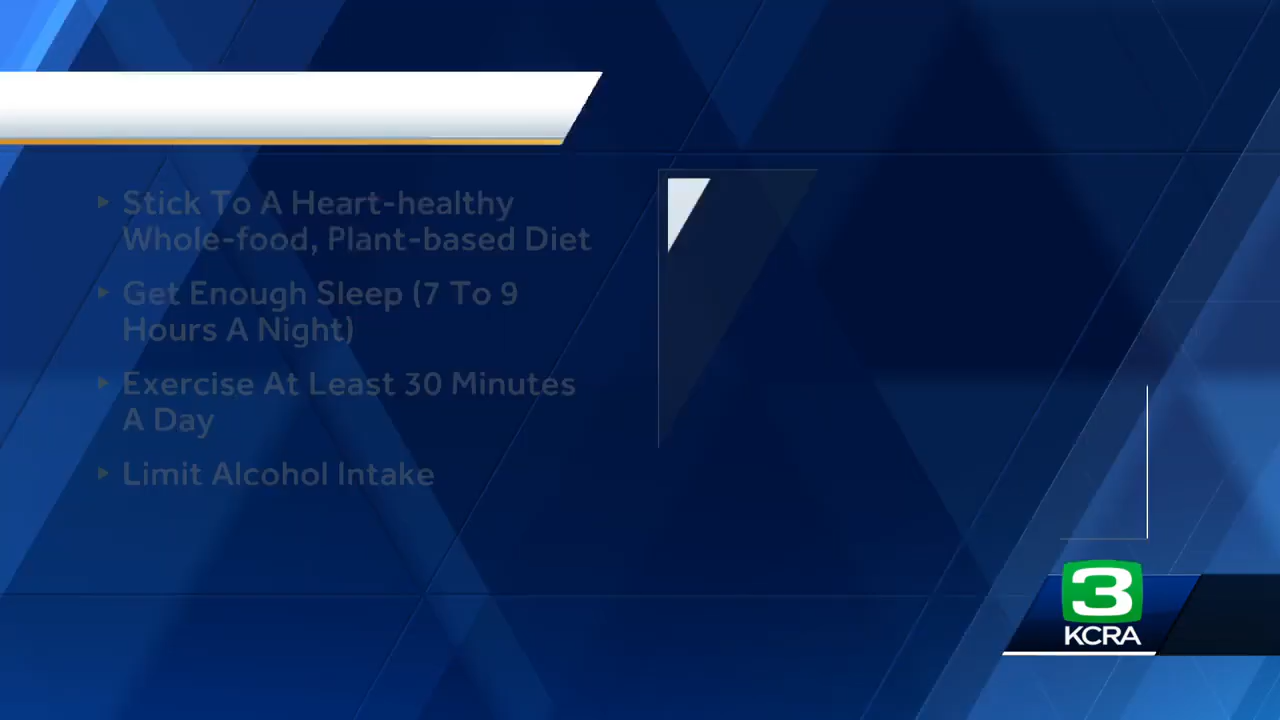 Stick To A Heart-healthy
Whole-food, Plant-based Diet
Get Enough Sleep (7 To 9
Hours A Night)
Exercise At Least 30 Minutes
A Day
Limit Alcohol Intake
3
KCRA